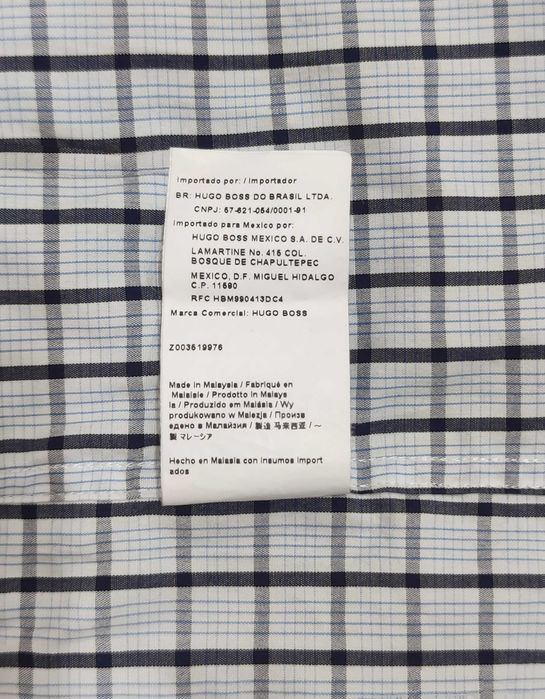 Importado por: / Importador
BR: HUGO BOSS DO BRASIL LTDA.
CNPJ: 57-621-054/0001-91
Importado para Mexico por:
HUGO BOSS MEXICO S.A. DE C.V.
LAMARTINE No. 415 COL.
BOSQUE DE CHAPULTEPEC
MEXICO, D.F. MIGUEL HIDALGO
C.P. 11590
RFC HBM990413DC4
Marca Comercial: HUGO BOSS
Z003519976
Made in Malaysia / Fabriqué en
Malaisie / Prodotto in Malays
ia / Produzido em Malásia / Wy
produkowano w Malezja / Произв
едено в Малайзии / 製造 马来西亚 / ～
製 マレーシア
Hecho en Malasia con insumos import
ados